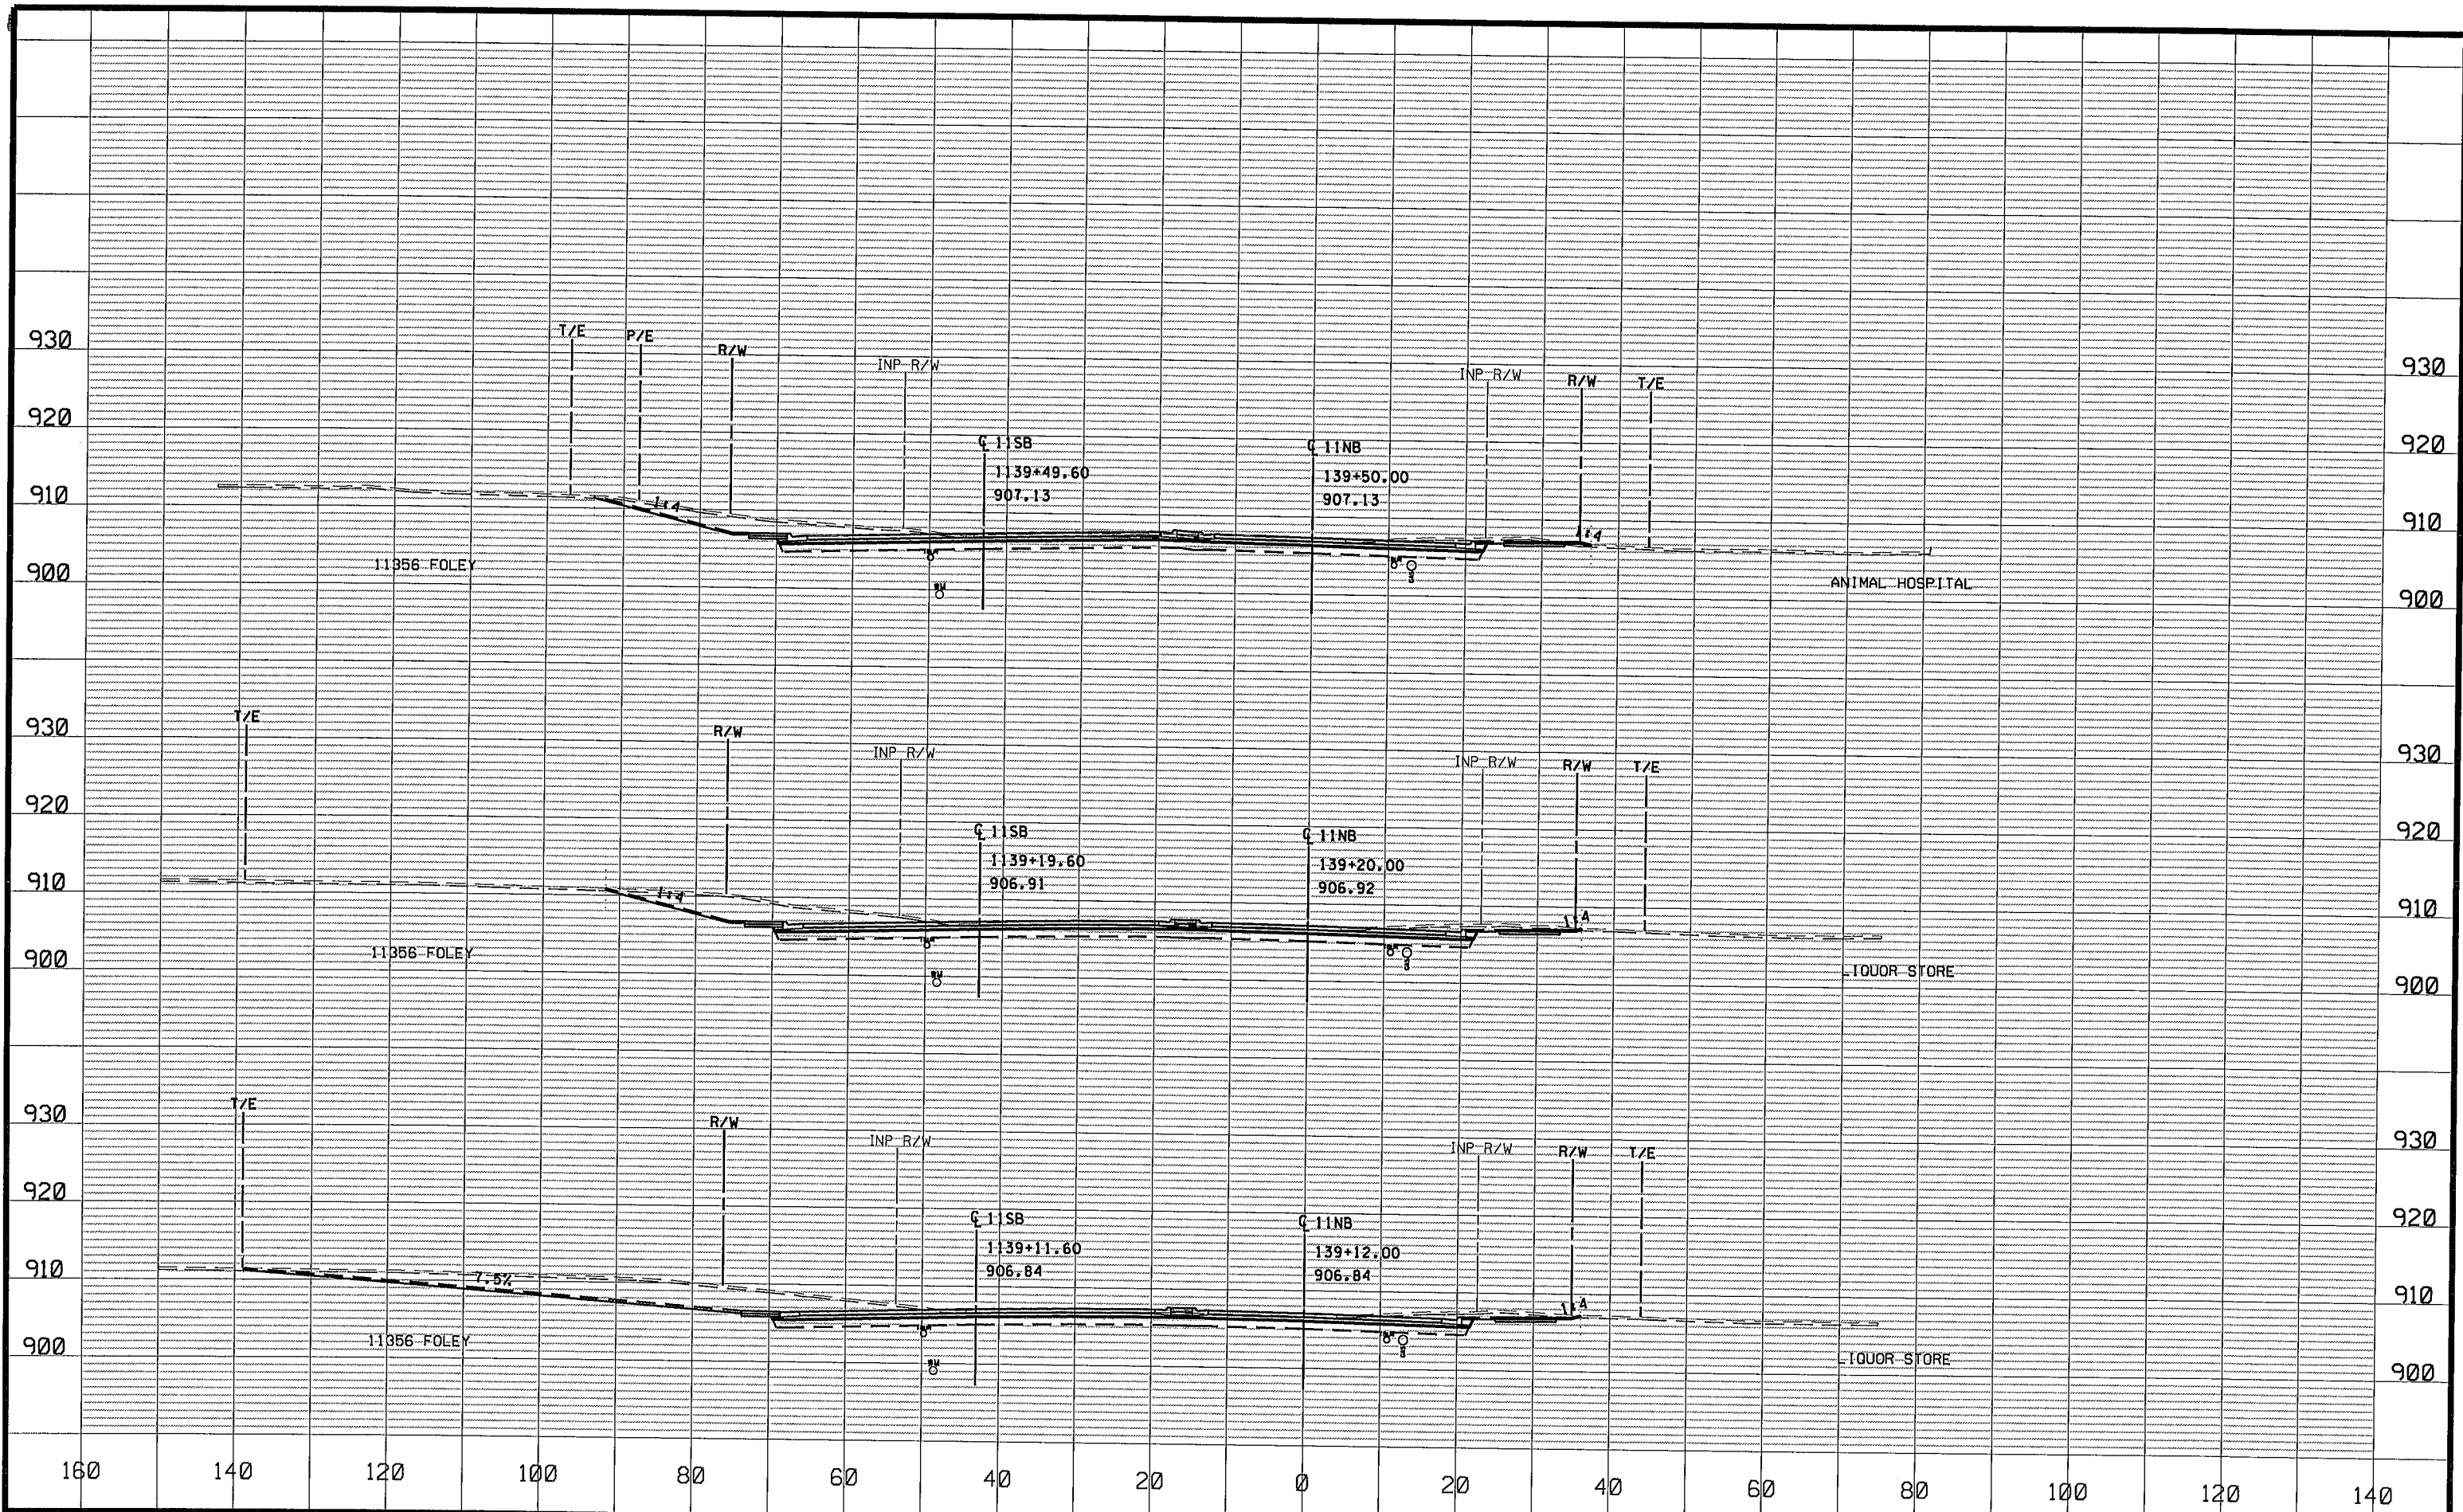 T/E P/E R/W INP R/W INP R/W R/W T/E
930 930
920 ℄ 11SB ℄ 11NB 920
1139+49.60 139+50.00
907.13 907.13
910 1:4 1:4 910
11356 FOLEY ANIMAL HOSPITAL
900 900
T/E R/W INP R/W INP R/W R/W T/E
930 930
920 ℄ 11SB ℄ 11NB 920
1139+19.60 139+20.00
906.91 906.92
910 1:4 1:4 910
11356 FOLEY LIQUOR STORE
900 900
T/E R/W INP R/W INP R/W R/W T/E
930 930
920 ℄ 11SB ℄ 11NB 920
1139+11.60 139+12.00
906.84 906.84
910 7.5% 1:4 910
11356 FOLEY LIQUOR STORE
900 900
160 140 120 100 80 60 40 20 0 20 40 60 80 100 120 140